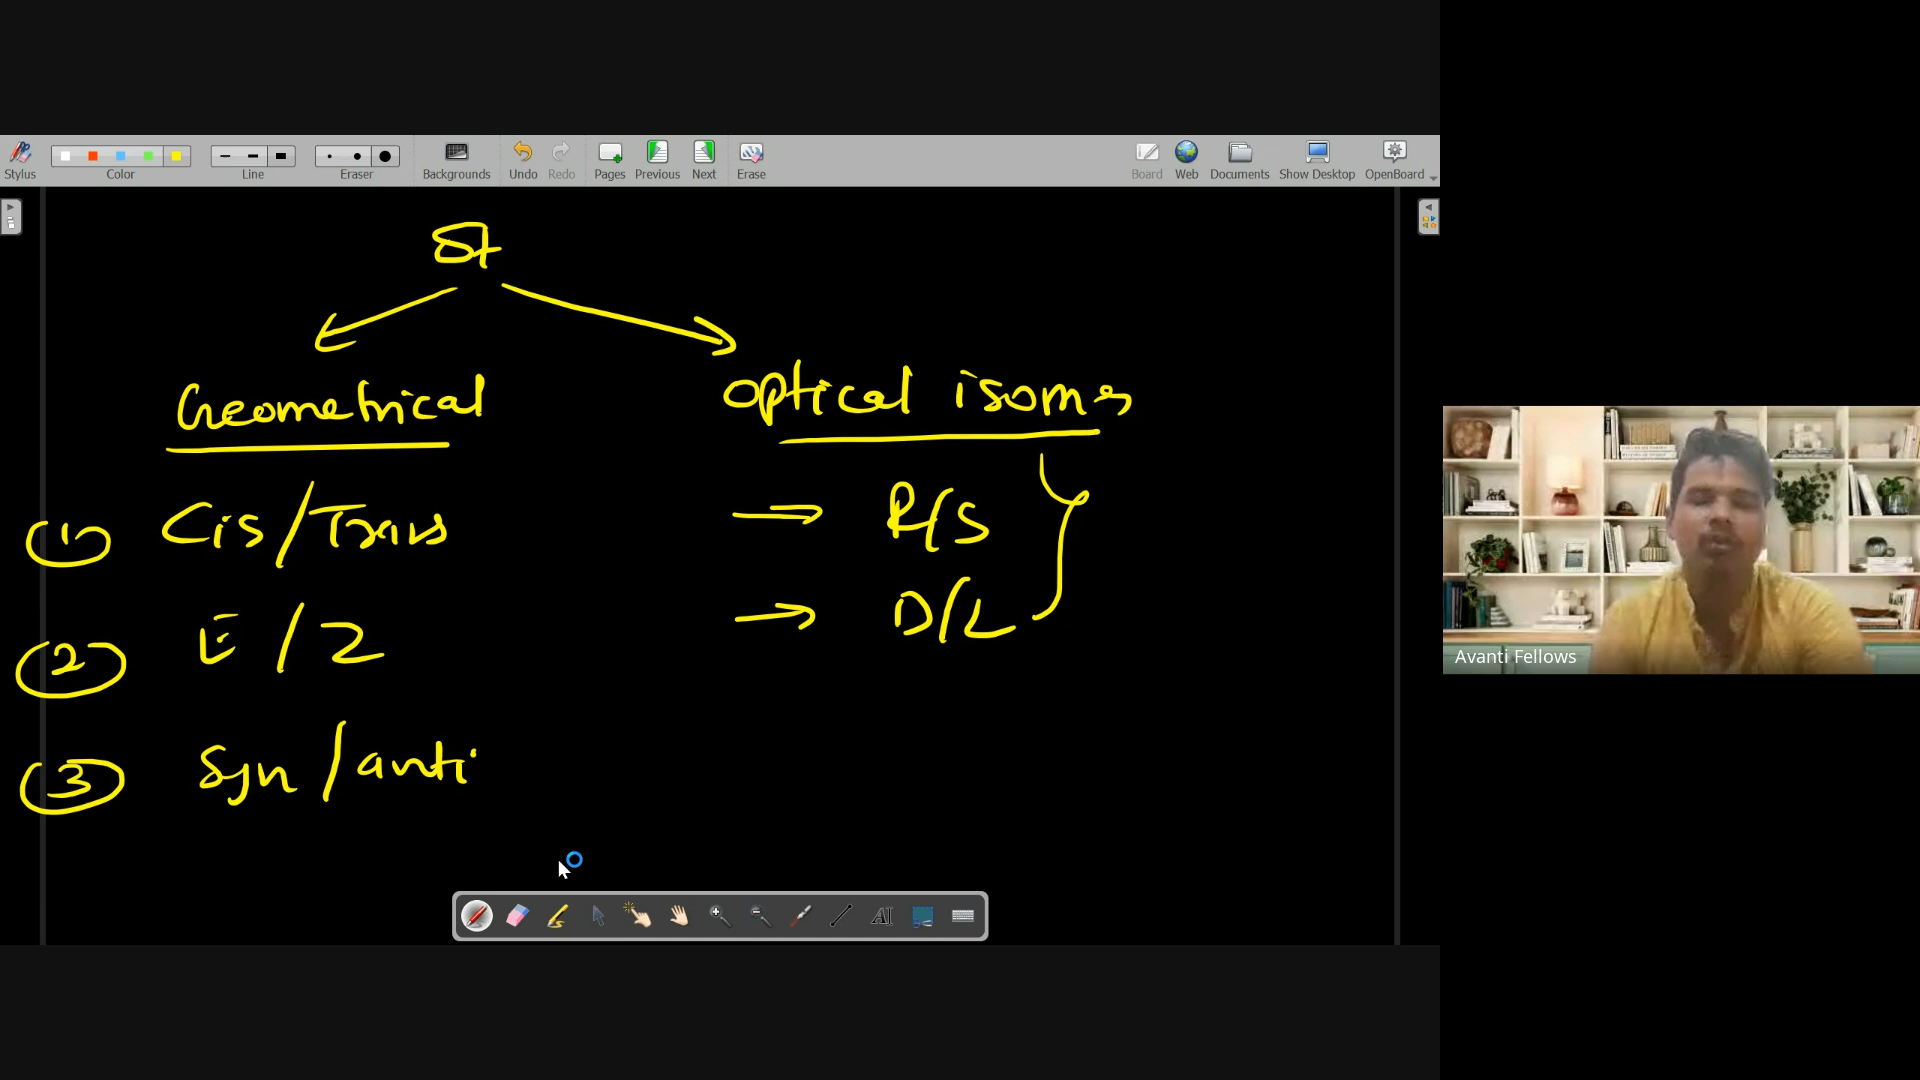 Stylus Color Line Eraser Backgrounds Undo Redo Pages Previous Next Erase Board Web Documents Show Desktop OpenBoard
St
Geometrical
optical isomers
① Cis/Trans
⇒ R/S
② E/Z
→ D/L
③ Syn/anti
Avanti Fellows
AI